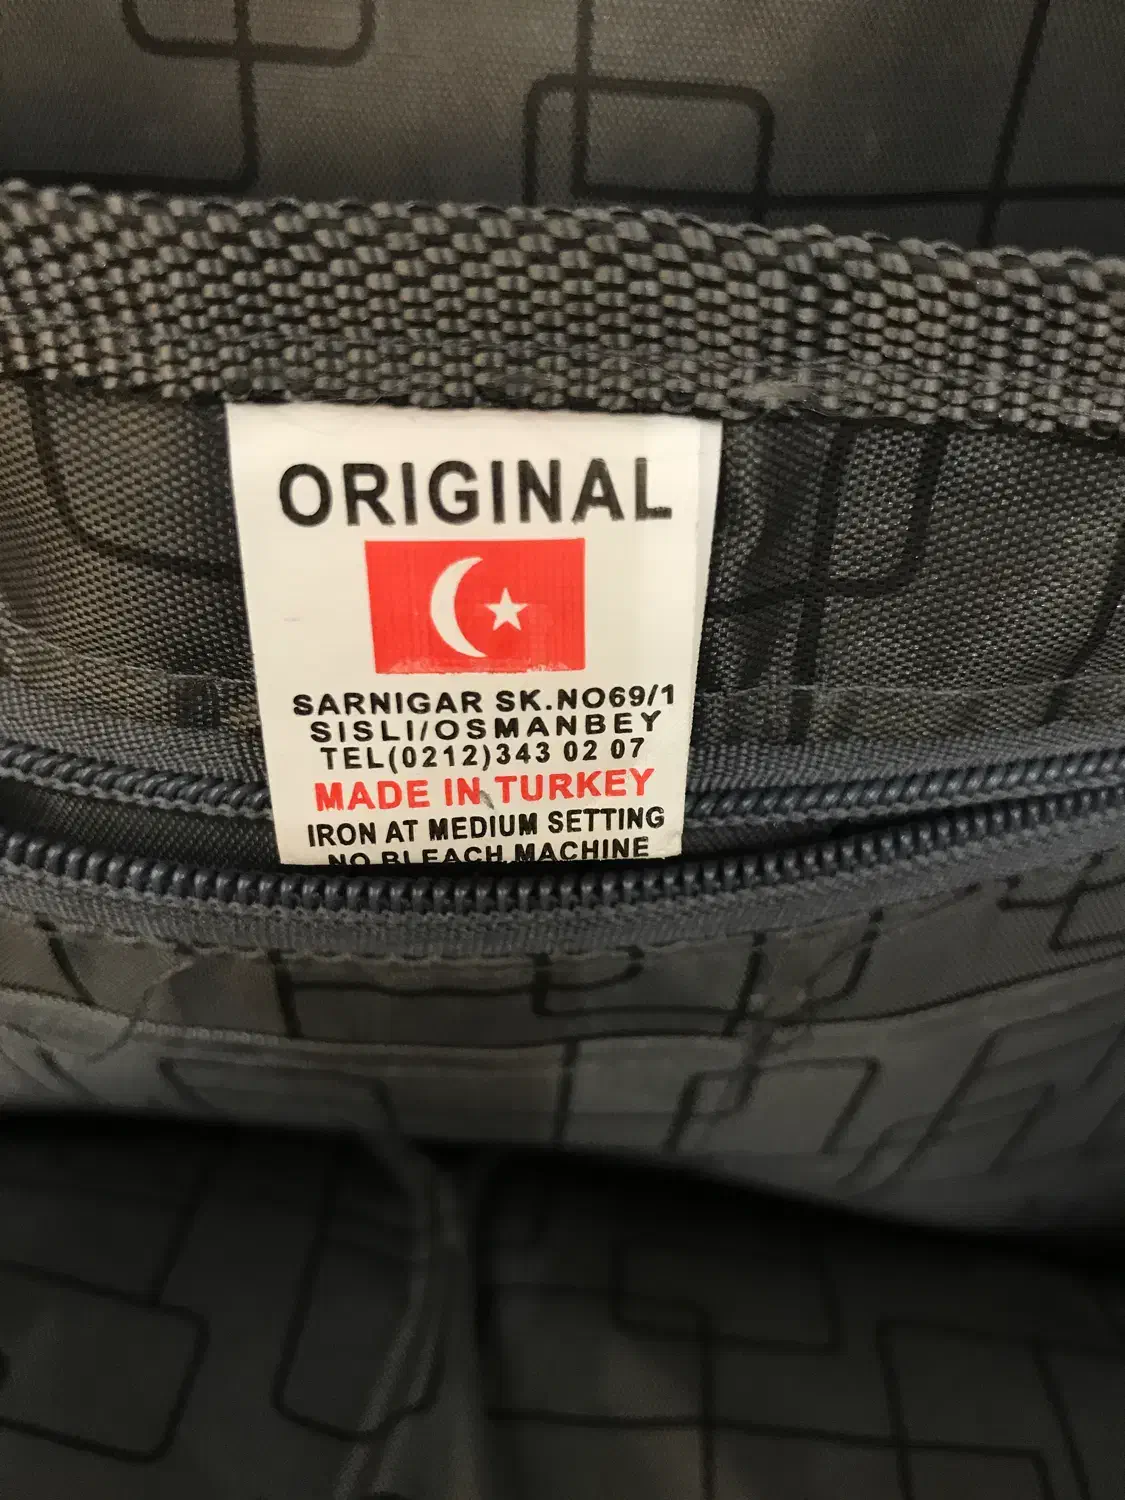 ORIGINAL
SARNIGAR SK.NO69/1
SISLI/OSMANBEY
TEL(0212)343 02 07
MADE IN TURKEY
IRON AT MEDIUM SETTING
NO BLEACH MACHINE